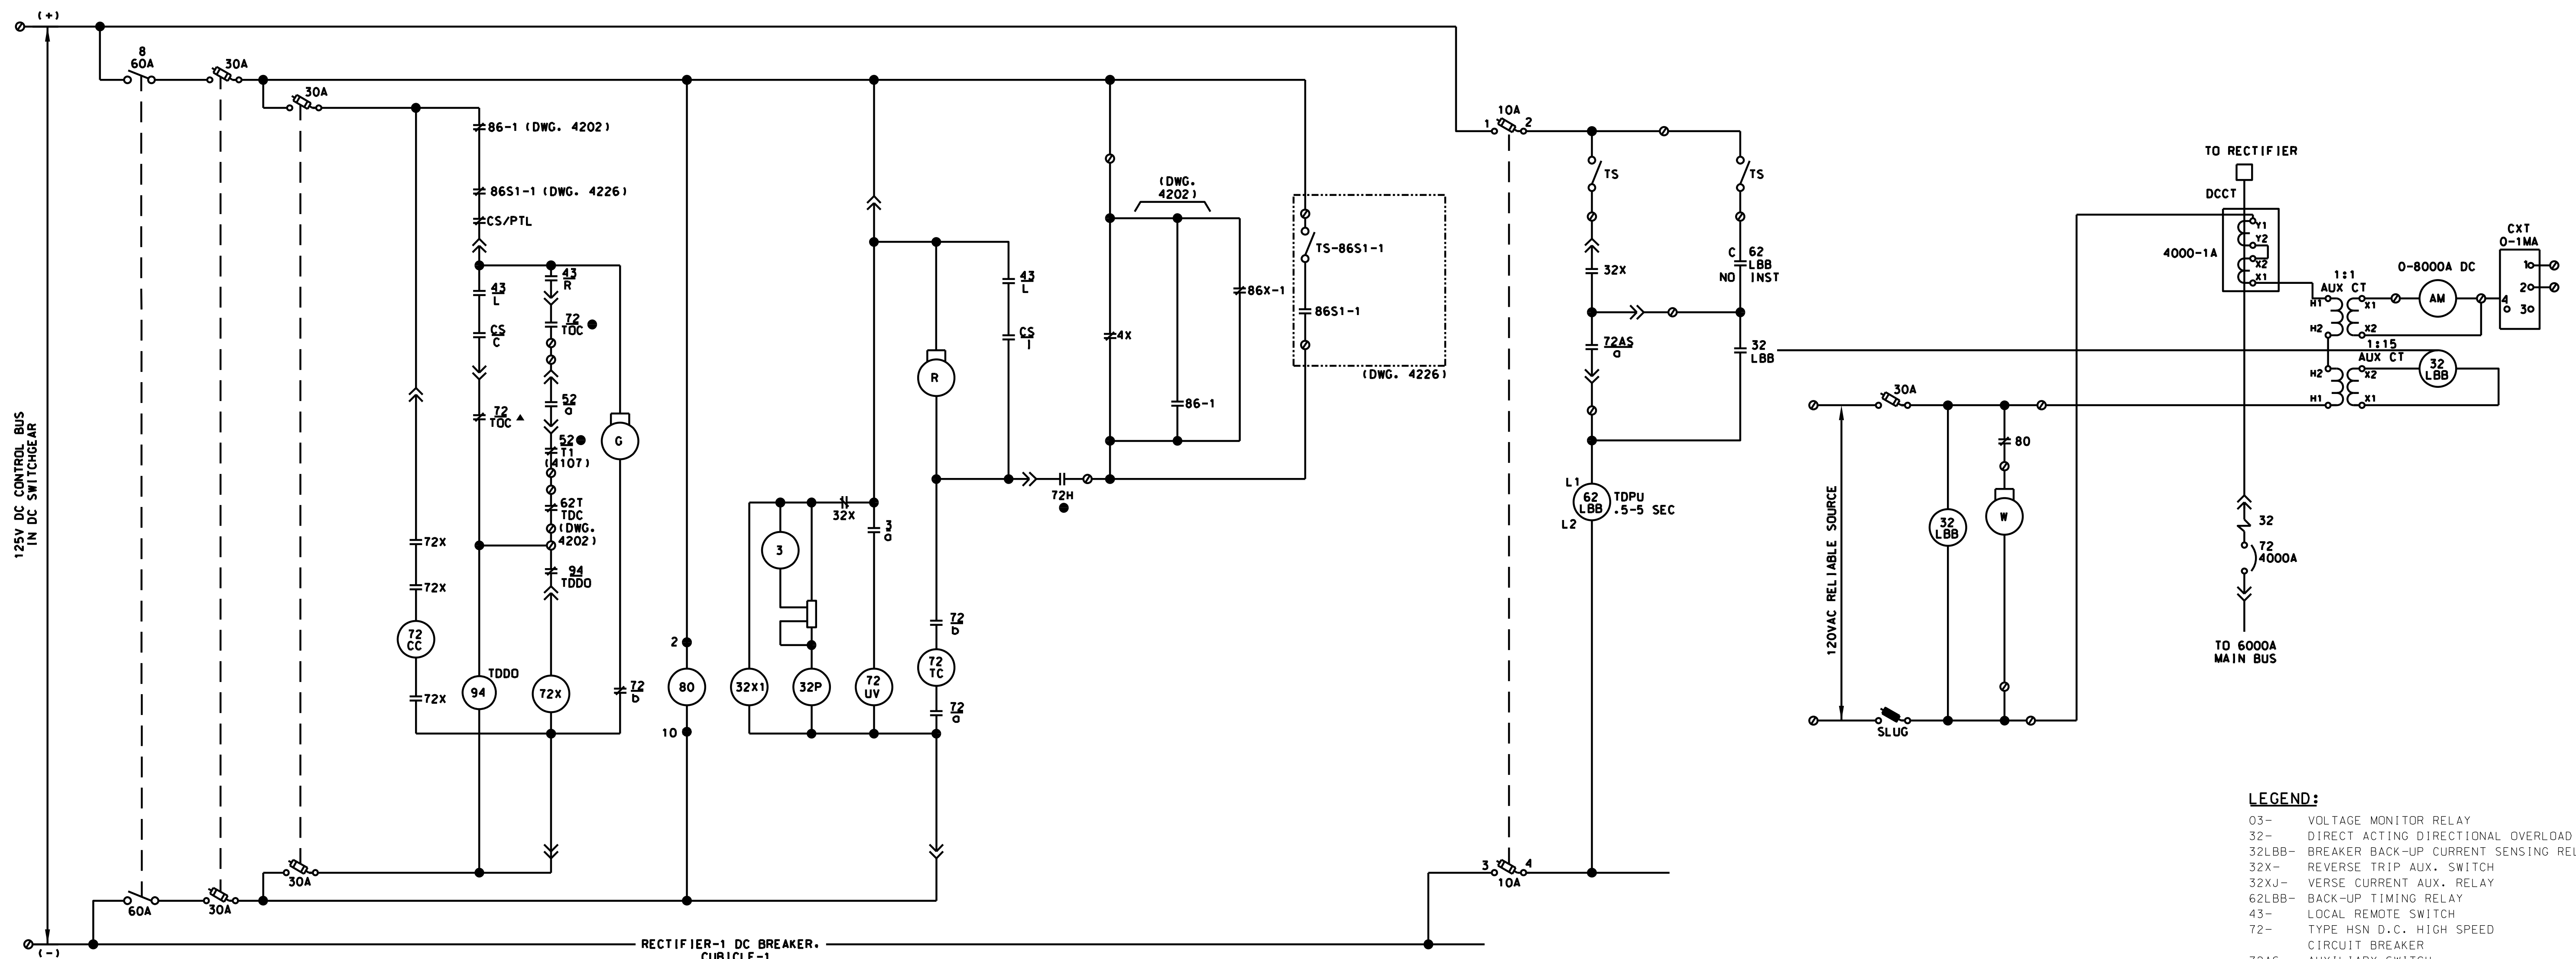 (+)
8
60A
30A
30A
86-1 (DWG. 4202)
86S1-1 (DWG. 4226)
CS/PTL
43
L
43
R
CS
C
72
TOC
72
TOC
52
a
52
T1
(4107)
62T
TDC
(DWG.
4202)
94
TDDO
G
72X
72X
72
CC
72X
94
TDDO
72X
72
b
125V DC CONTROL BUS
IN DC SWITCHGEAR
2
80
10
32X
3
a
3
32X1
32P
72
UV
R
72
b
72
TC
72
a
43
L
CS
1
72H
4X
(DWG.
4202)
86X-1
86-1
TS-86S1-1
86S1-1
(DWG. 4226)
60A
30A
30A
(-)
RECTIFIER-1 DC BREAKER.
CUBICLE-1
10A
1
2
TS
TS
32X
C
62
LBB
NO INST
72AS
a
32
LBB
L1
62
LBB
L2
TDPU
.5-5 SEC
3
4
10A
120VAC RELIABLE SOURCE
30A
80
32
LBB
W
SLUG
TO RECTIFIER
DCCT
4000-1A
Y1
Y2
X2
X1
1:1
AUX CT
H1
X1
H2
X2
1:15
AUX CT
H2
X2
H1
X1
0-8000A DC
AM
32
LBB
CXT
0-1MA
1
2
4
3
32
72
4000A
TO 6000A
MAIN BUS
LEGEND:
03- VOLTAGE MONITOR RELAY
32- DIRECT ACTING DIRECTIONAL OVERLOAD
32LBB- BREAKER BACK-UP CURRENT SENSING
32X- REVERSE TRIP AUX. SWITCH
32XJ- VERSE CURRENT AUX. RELAY
62LBB- BACK-UP TIMING RELAY
43- LOCAL REMOTE SWITCH
72- TYPE HSN D.C. HIGH SPEED
CIRCUIT BREAKER